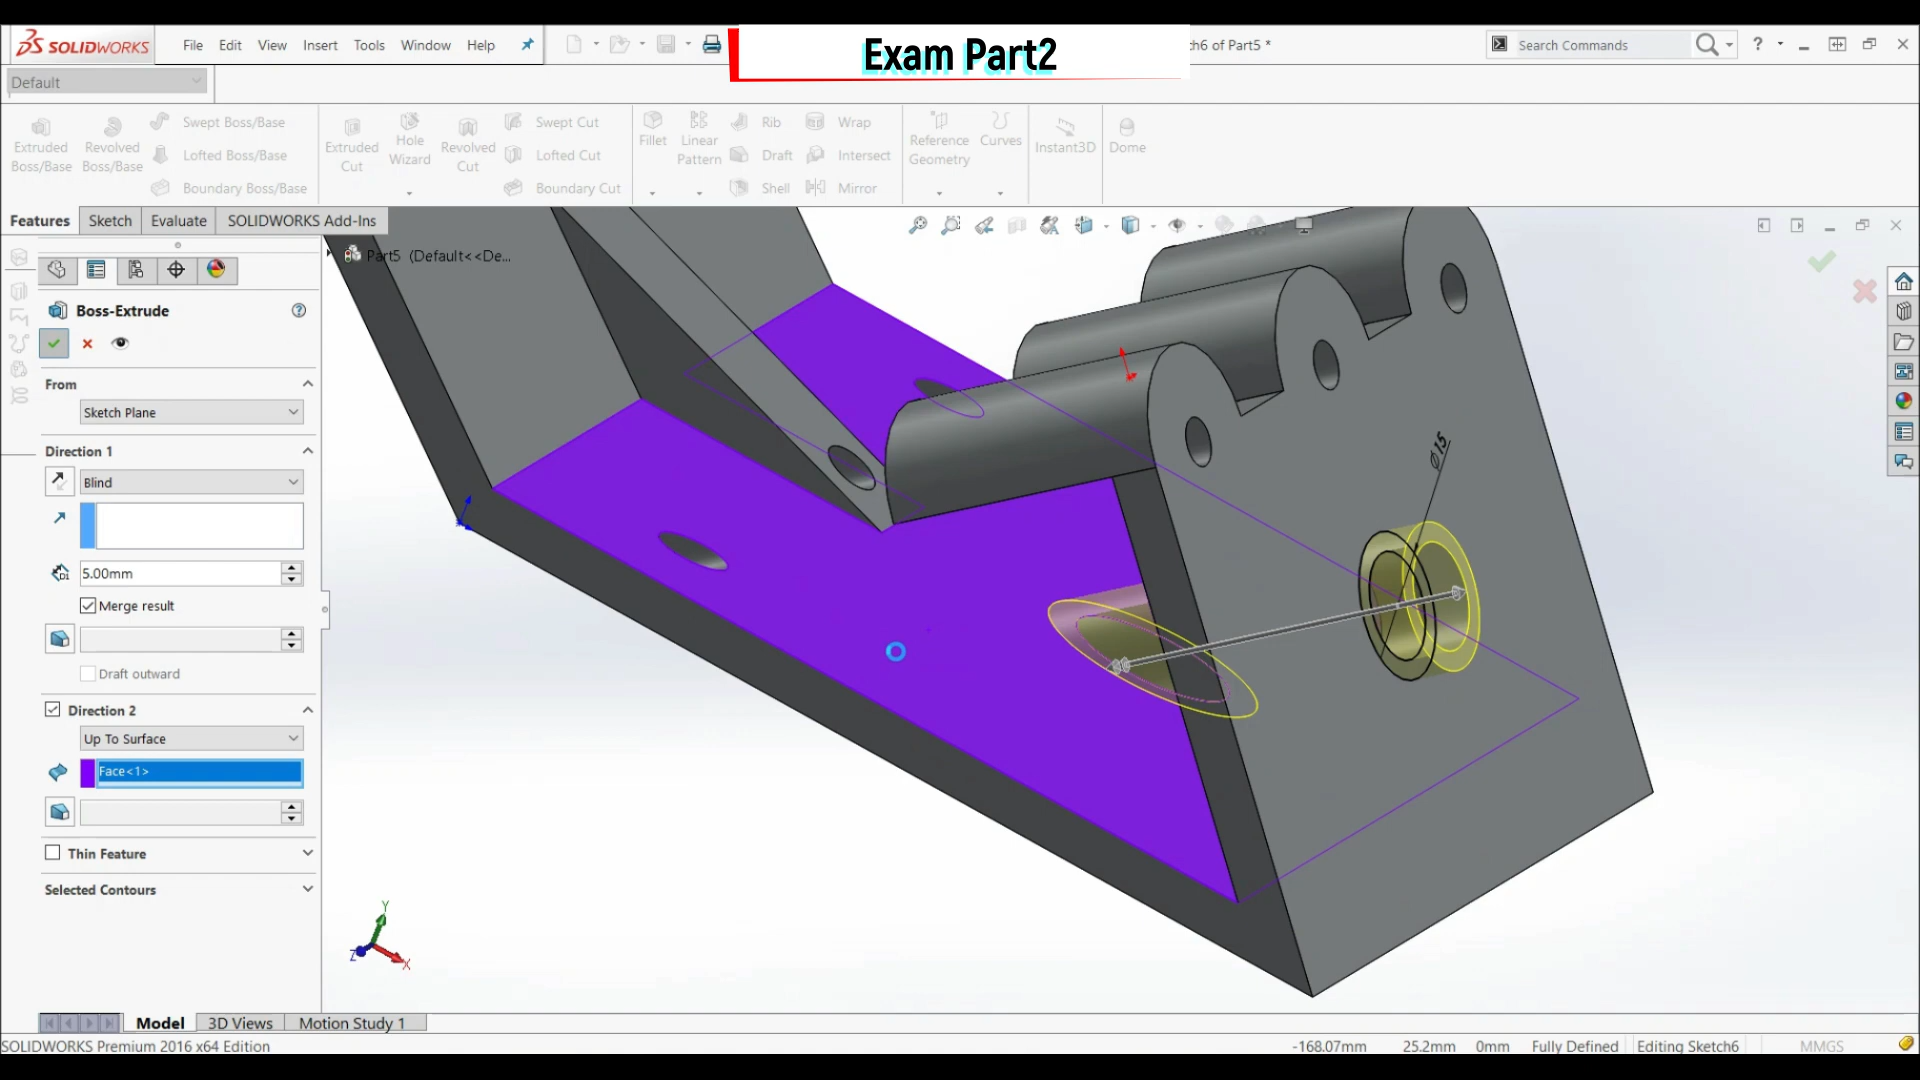 SOLIDWORKS
File Edit View Insert Tools Window Help
Exam Part2
ch6 of Part5 *
Search Commands
?
Default
Extruded Boss/Base
Revolved Boss/Base
Swept Boss/Base
Lofted Boss/Base
Boundary Boss/Base
Extruded Cut
Hole Wizard
Revolved Cut
Swept Cut
Lofted Cut
Boundary Cut
Fillet
Linear Pattern
Rib
Draft
Shell
Wrap
Intersect
Mirror
Reference Geometry
Curves
Instant3D
Dome
Features Sketch Evaluate SOLIDWORKS Add-Ins
Part5 (Default<<De...
Boss-Extrude
From
Sketch Plane
Direction 1
Blind
5.00mm
Merge result
Draft outward
Direction 2
Up To Surface
Face<1>
Thin Feature
Selected Contours
Ø15
Y
Z
X
Model 3D Views Motion Study 1
SOLIDWORKS Premium 2016 x64 Edition
-168.07mm 25.2mm 0mm Fully Defined Editing Sketch6 MMGS